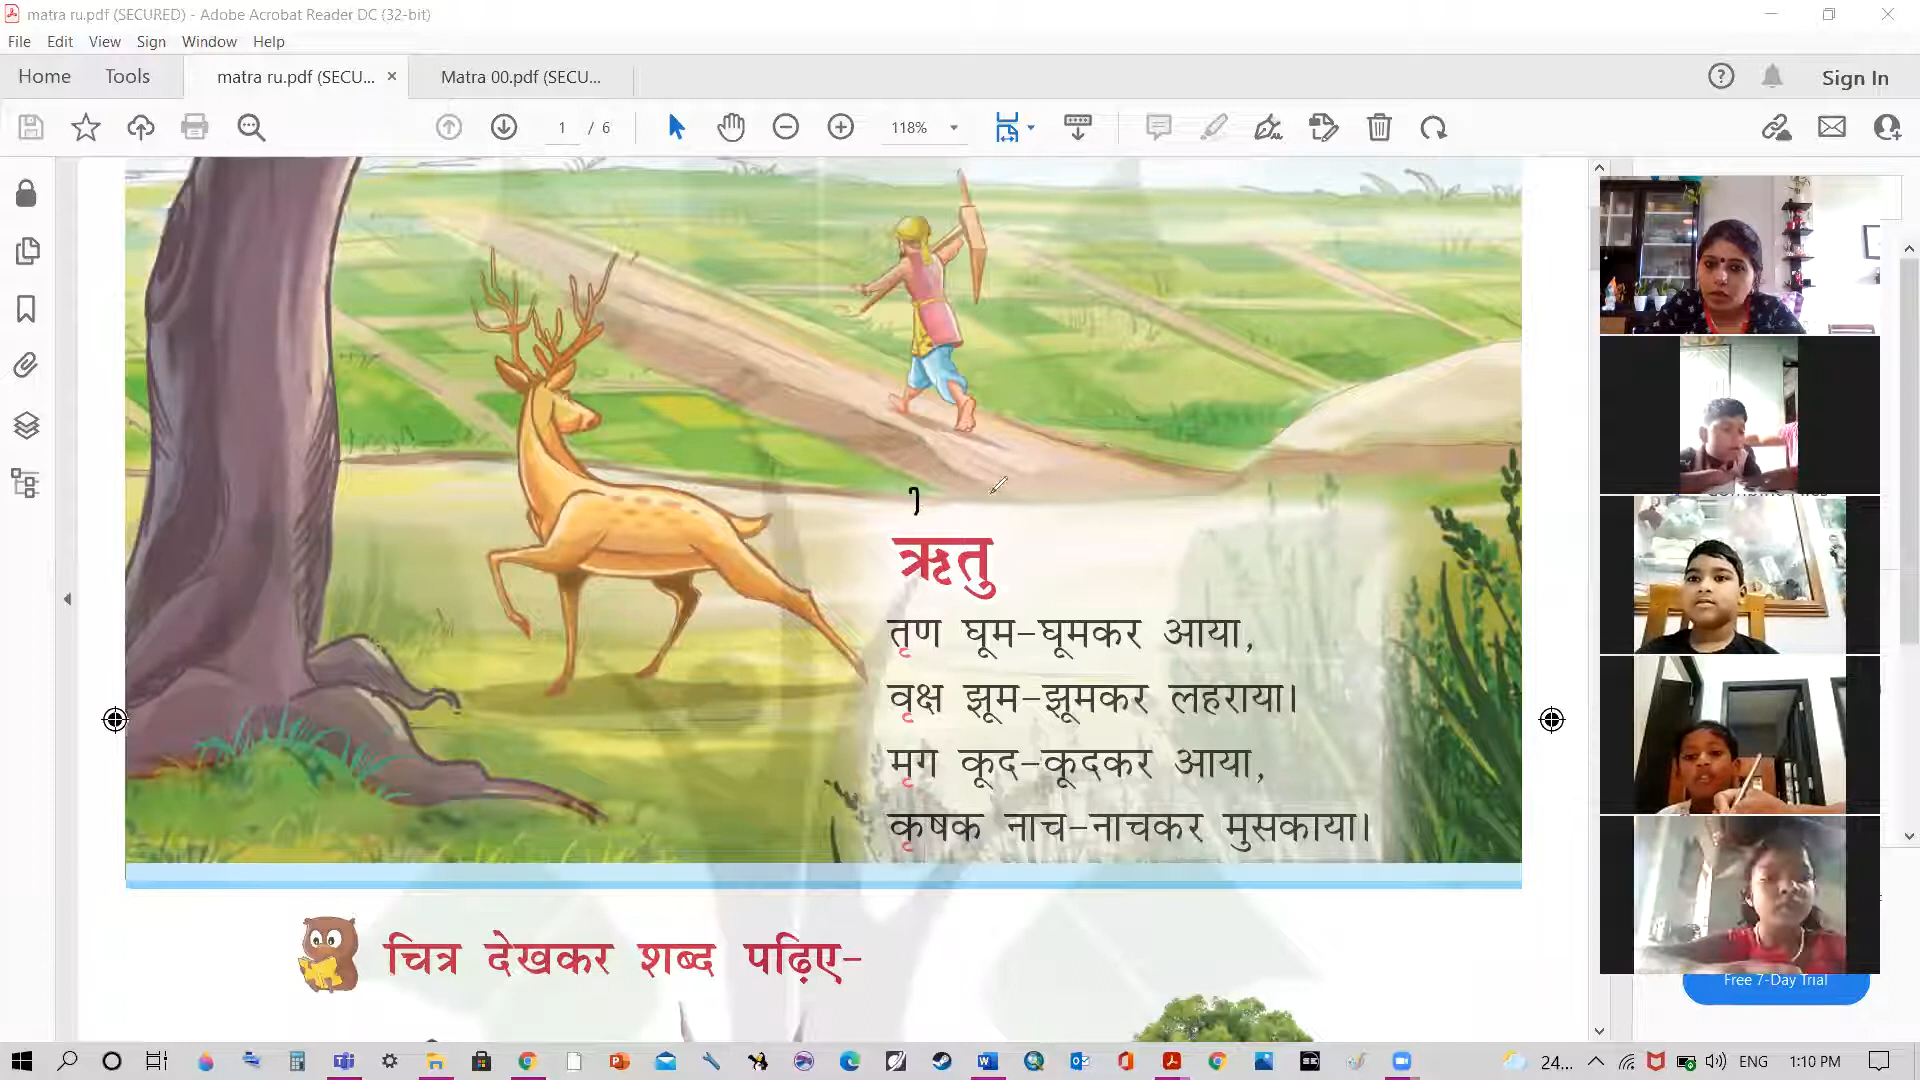 matra ru.pdf (SECURED) - Adobe Acrobat Reader DC (32-bit)
File Edit View Sign Window Help
Home Tools matra ru.pdf (SECU... × Matra 00.pdf (SECU... Sign In
1 / 6 118%
ऋतु
तृण घूम-घूमकर आया,
वृक्ष झूम-झूमकर लहराया।
मृग कूद-कूदकर आया,
कृषक नाच-नाचकर मुसकाया।
चित्र देखकर शब्द पढ़िए-
Free 7-Day Trial
24... ENG 1:10 PM